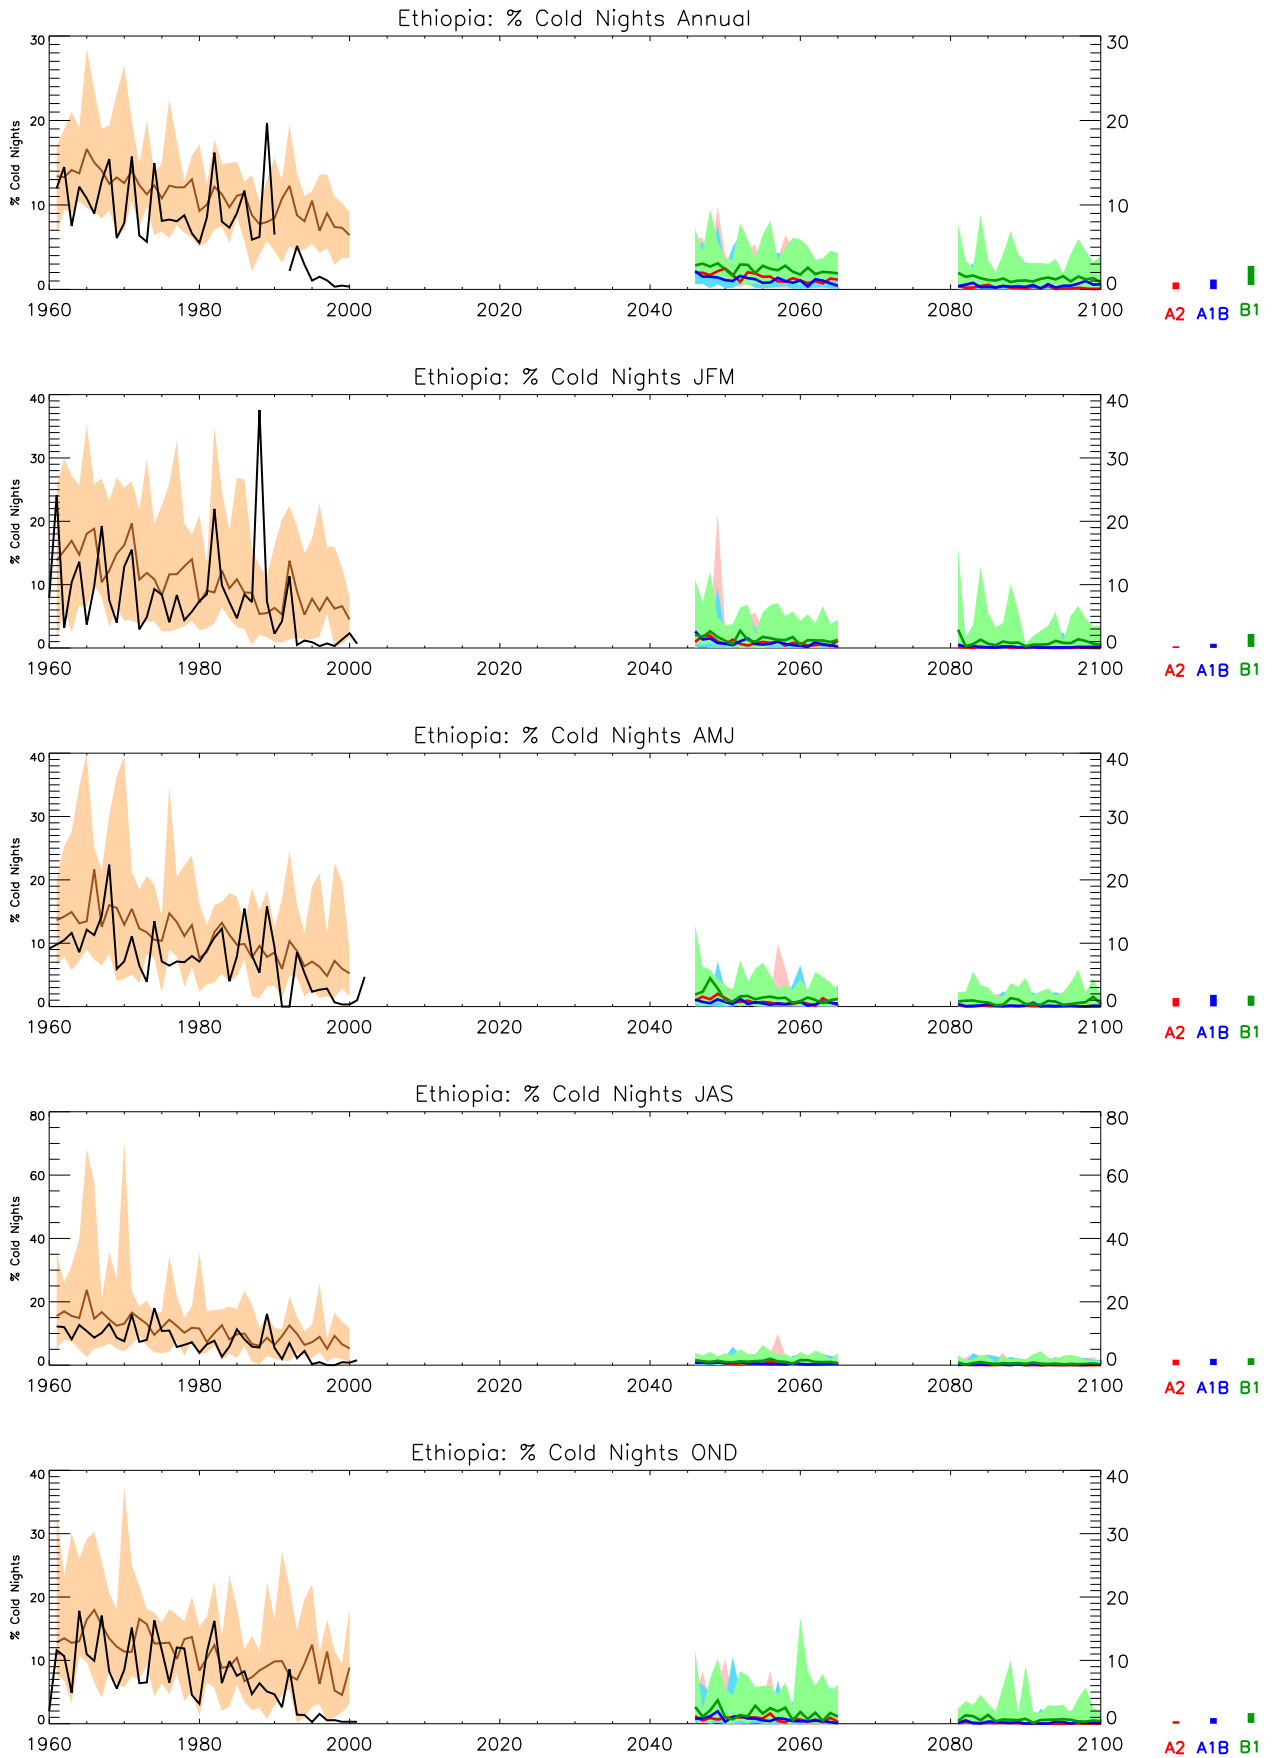 Ethiopia: % Cold Nights Annual
30 30
20 20
10 10
0 0
% Cold Nights
1960 1980 2000 2020 2040 2060 2080 2100
A2 A1B B1
Ethiopia: % Cold Nights JFM
40 40
30 30
20 20
10 10
0 0
% Cold Nights
1960 1980 2000 2020 2040 2060 2080 2100
A2 A1B B1
Ethiopia: % Cold Nights AMJ
40 40
30 30
20 20
10 10
0 0
% Cold Nights
1960 1980 2000 2020 2040 2060 2080 2100
A2 A1B B1
Ethiopia: % Cold Nights JAS
80 80
60 60
40 40
20 20
0 0
% Cold Nights
1960 1980 2000 2020 2040 2060 2080 2100
A2 A1B B1
Ethiopia: % Cold Nights OND
40 40
30 30
20 20
10 10
0 0
% Cold Nights
1960 1980 2000 2020 2040 2060 2080 2100
A2 A1B B1